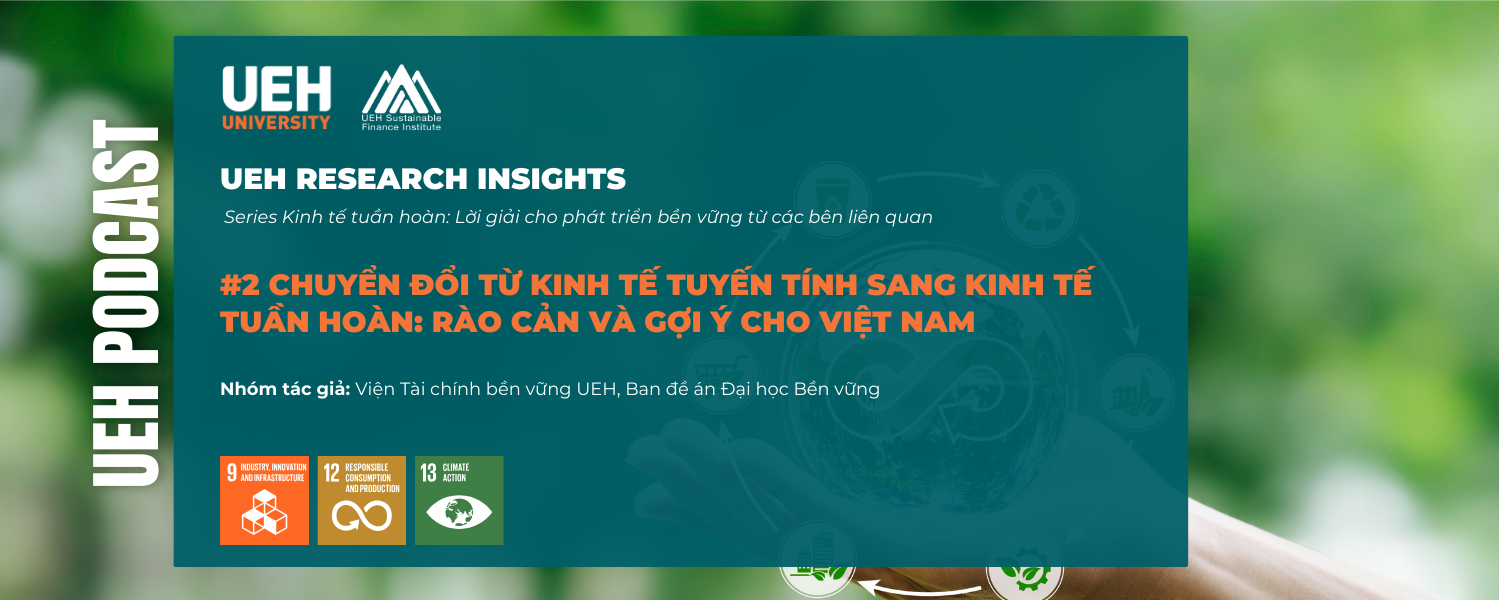 UEH PODCAST
UEH
UNIVERSITY
UEH Sustainable
Finance Institute
UEH RESEARCH INSIGHTS
Series Kinh tế tuần hoàn: Lời giải cho phát triển bền vững từ các bên liên quan
#2 CHUYỂN ĐỔI TỪ KINH TẾ TUYẾN TÍNH SANG KINH TẾ
TUẦN HOÀN: RÀO CẢN VÀ GỢI Ý CHO VIỆT NAM
Nhóm tác giả: Viện Tài chính bền vững UEH, Ban đề án Đại học Bền vững
9 INDUSTRY, INNOVATION
AND INFRASTRUCTURE
12 RESPONSIBLE
CONSUMPTION
AND PRODUCTION
13 CLIMATE
ACTION